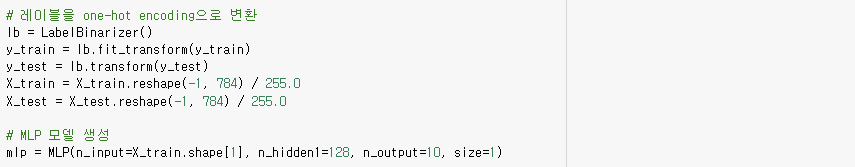 # 레이블을 one-hot encoding으로 변환
lb = LabelBinarizer()
y_train = lb.fit_transform(y_train)
y_test = lb.transform(y_test)
X_train = X_train.reshape(-1, 784) / 255.0
X_test = X_test.reshape(-1, 784) / 255.0
# MLP 모델 생성
mlp = MLP(n_input=X_train.shape[1], n_hidden1=128, n_output=10, size=1)